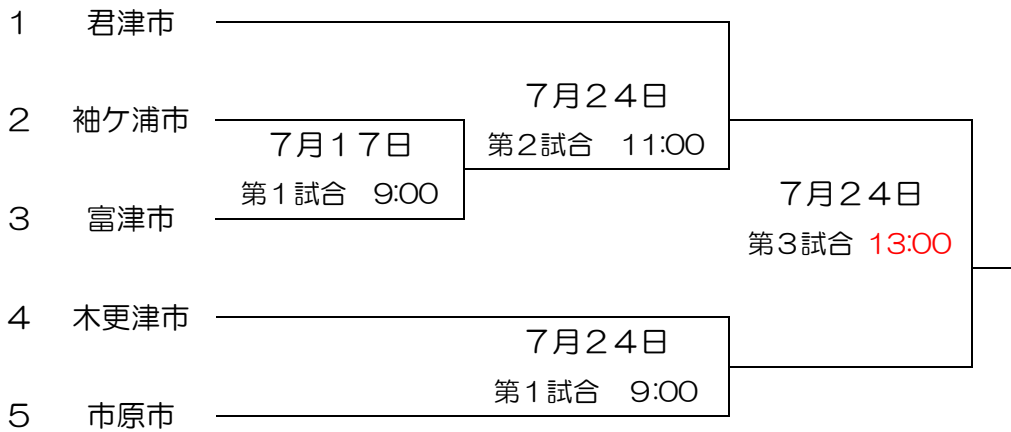 1 君津市
7月24日
2 袖ケ浦市
7月17日
第2試合 11:00
第1試合 9:00
7月24日
3 富津市
第3試合 13:00
4 木更津市
7月24日
第1試合 9:00
5 市原市